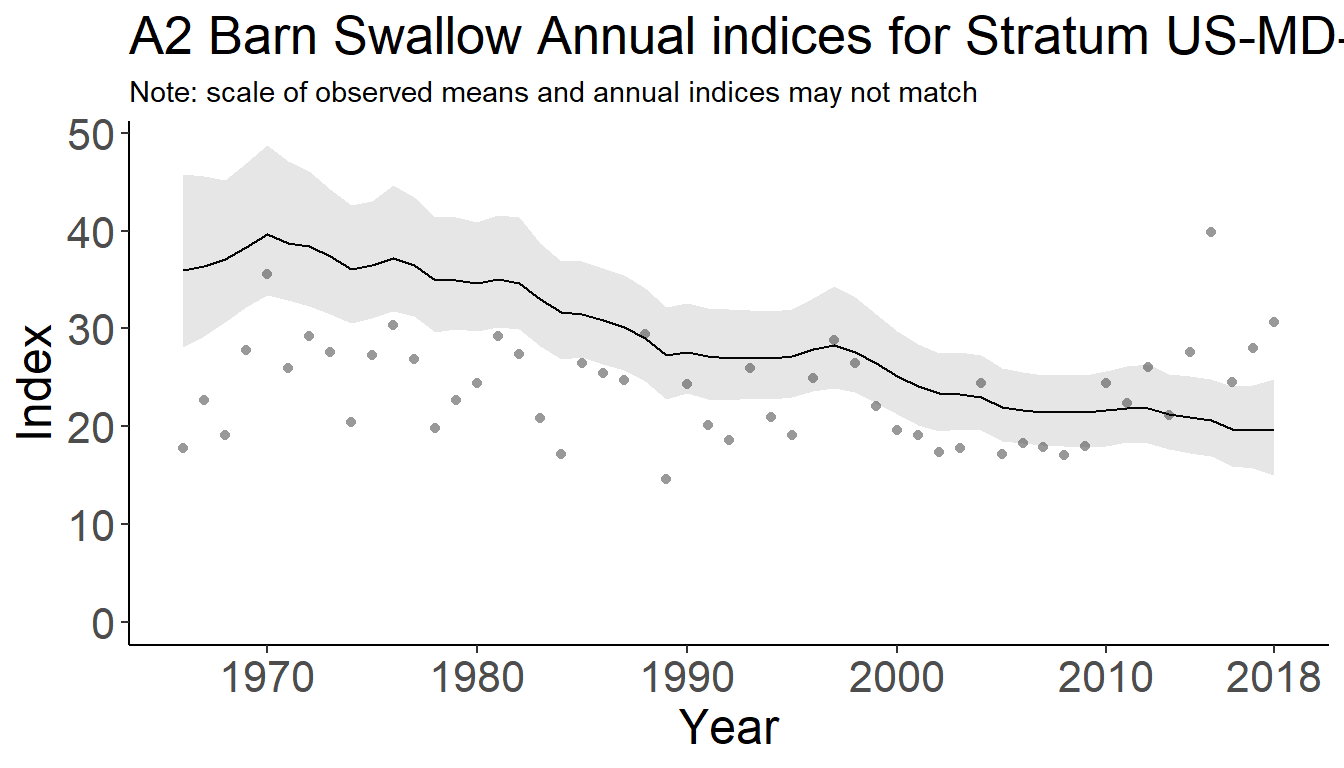 A2 Barn Swallow Annual indices for Stratum US-MD-
Note: scale of observed means and annual indices may not match
50
40
30
20
10
0
Index
1970 1980 1990 2000 2010 2018
Year